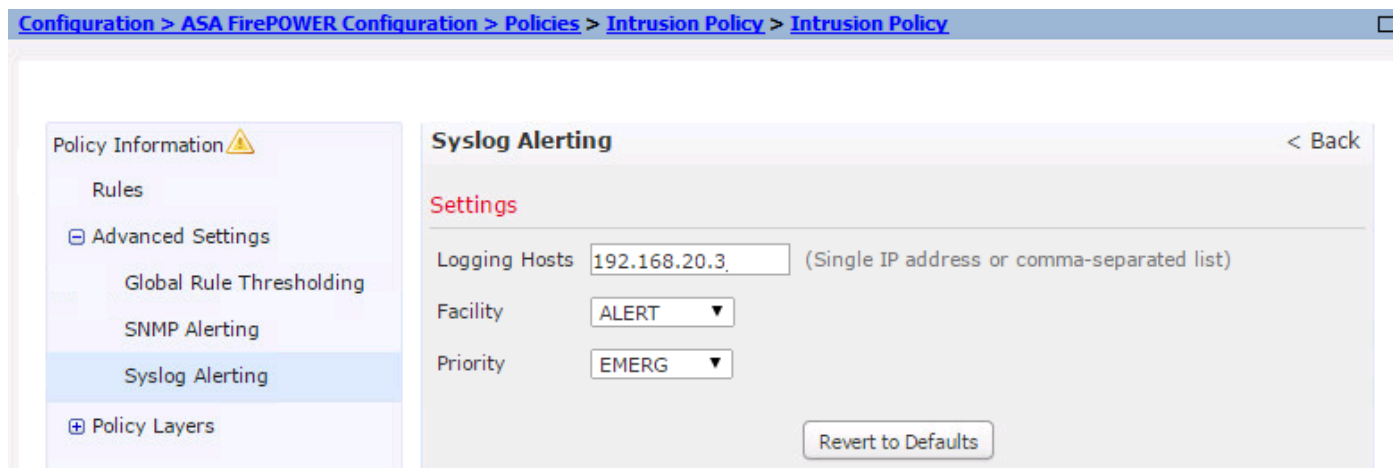 Configuration > ASA FirePOWER Configuration > Policies > Intrusion Policy > Intrusion Policy
Policy Information
Rules
Advanced Settings
Global Rule Thresholding
SNMP Alerting
Syslog Alerting
Policy Layers
Syslog Alerting
< Back
Settings
Logging Hosts 192.168.20.3, (Single IP address or comma-separated list)
Facility ALERT
Priority EMERG
Revert to Defaults